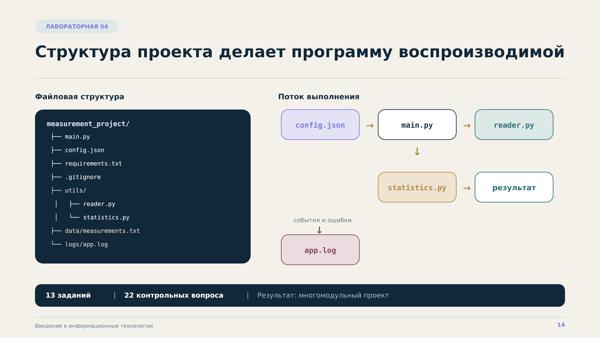 ЛАБОРАТОРНАЯ 04
Структура проекта делает программу воспроизводимой
Файловая структура
measurement_project/
├── main.py
├── config.json
├── requirements.txt
├── .gitignore
├── utils/
│   ├── reader.py
│   └── statistics.py
├── data/measurements.txt
└── logs/app.log
Поток выполнения
config.json → main.py → reader.py
↓
statistics.py → результат
события и ошибки
↓
app.log
13 заданий | 22 контрольных вопроса | Результат: многомодульный проект
Введение в информационные технологии
14